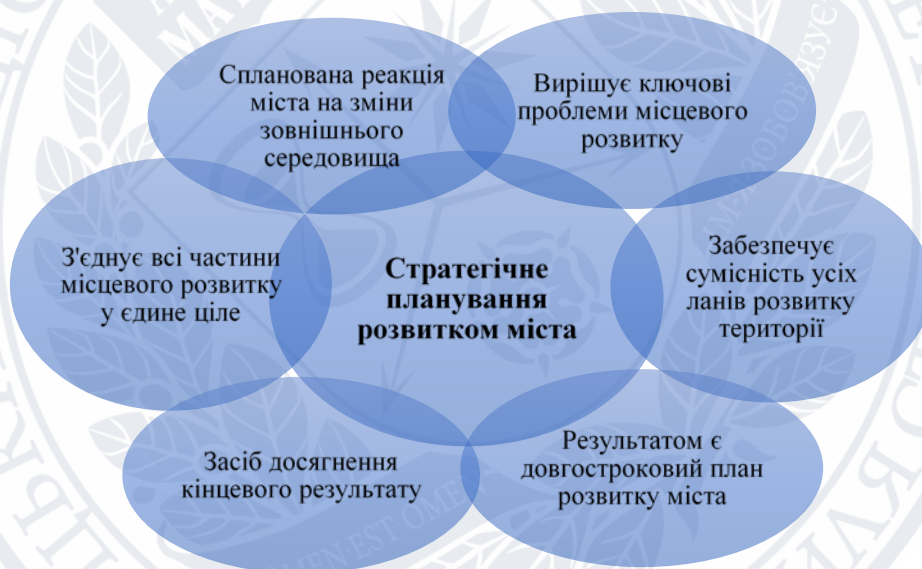 Спланована реакція
міста на зміни
зовнішнього
середовища
Вирішує ключові
проблеми місцевого
розвитку
З'єднує всі частини
місцевого розвитку
у єдине ціле
Стратегічне
планування
розвитком міста
Забезпечує
сумісність усіх
ланів розвитку
території
Засіб досягнення
кінцевого результату
Результатом є
довгостроковий план
розвитку міста
EST OMEN